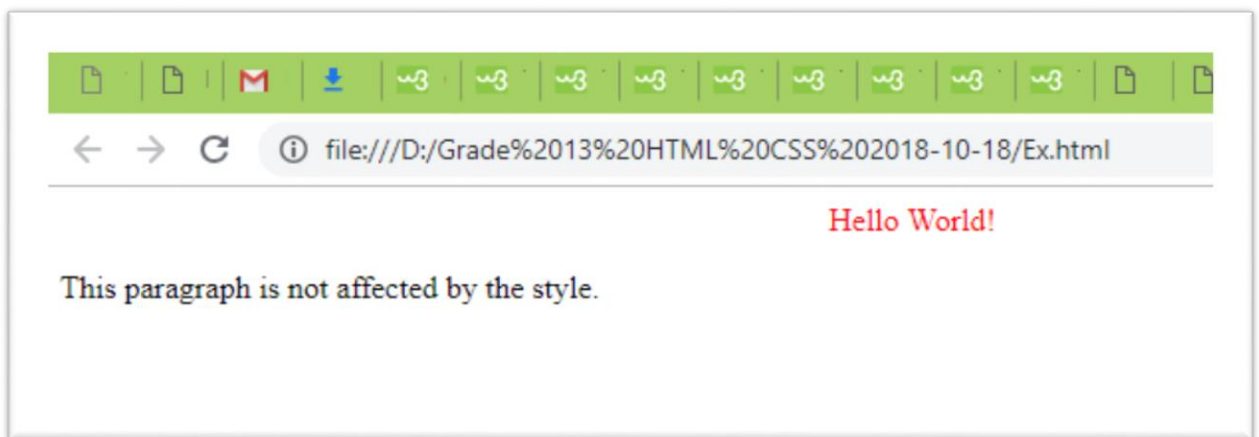 file:///D:/Grade%2013%20HTML%20CSS%202018-10-18/Ex.html
Hello World!
This paragraph is not affected by the style.